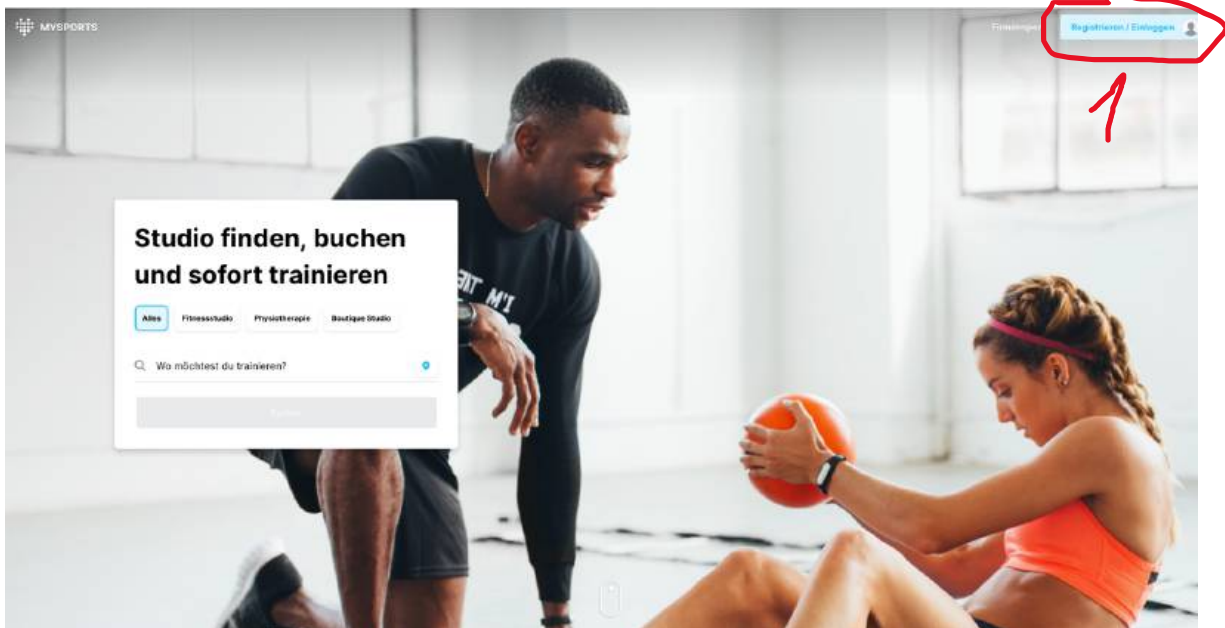 MYSPORTS
Registrieren / Einloggen
1
Studio finden, buchen
und sofort trainieren
Alles Fitnessstudio Physiotherapie Boutique Studio
Wo möchtest du trainieren?
I'M THE